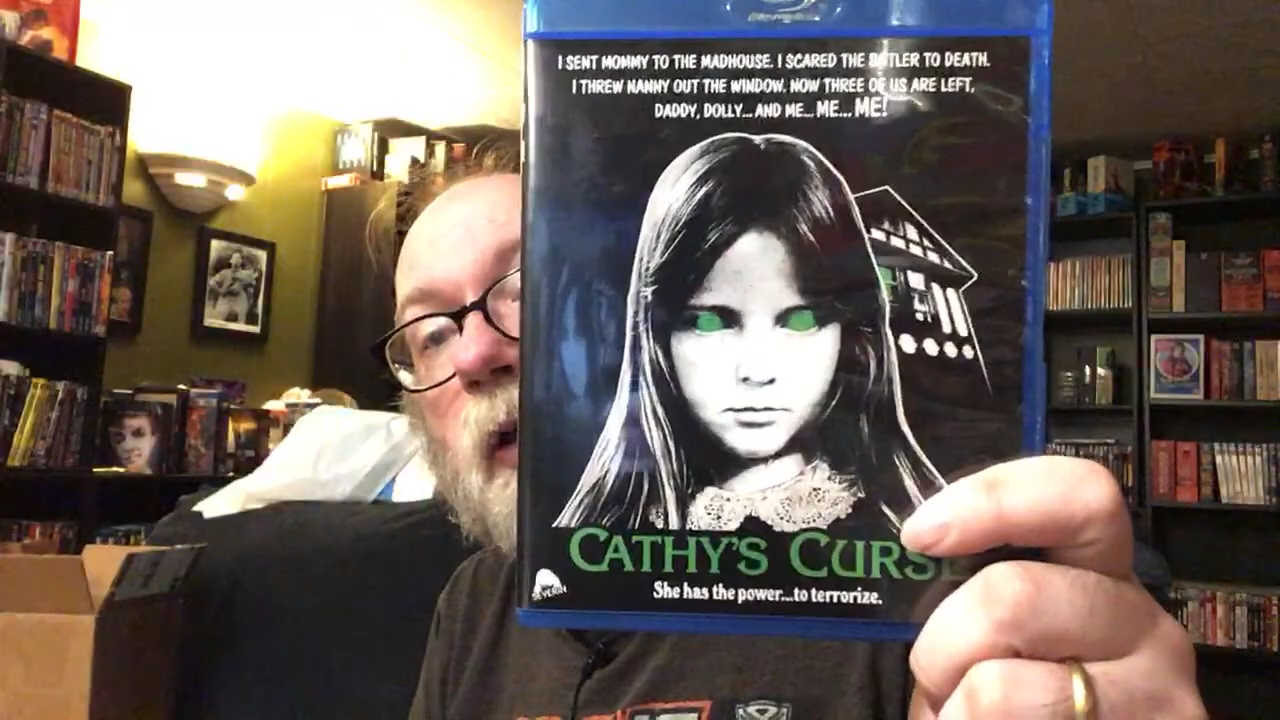 I SENT MOMMY TO THE MADHOUSE. I SCARED THE BUTLER TO DEATH.
I THREW NANNY OUT THE WINDOW. NOW THREE OF US ARE LEFT,
DADDY, DOLLY... AND ME... ME... ME!
CATHY'S CURSE
She has the power...to terrorize.
SEVERIN